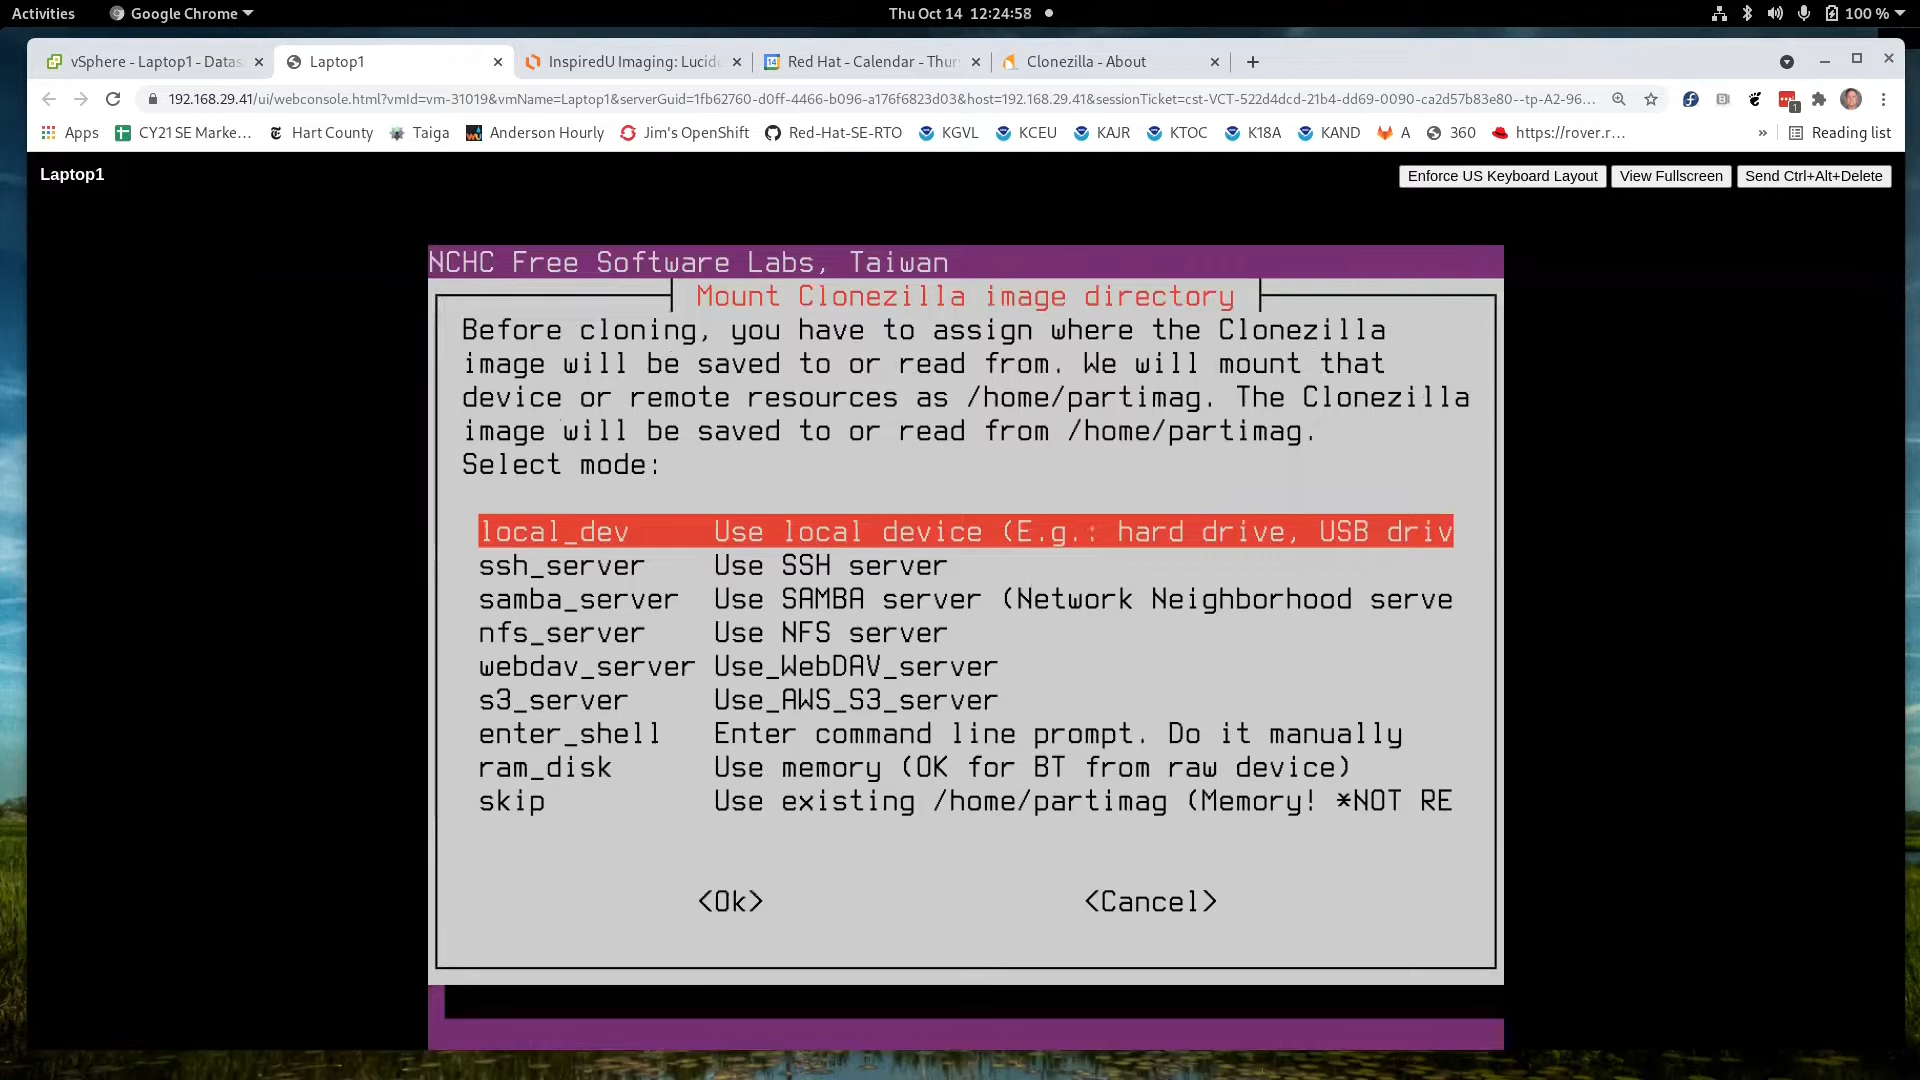 Activities
Google Chrome
Thu Oct 14 12:24:58
100 %
vSphere - Laptop1 - Datas
Laptop1
InspiredU Imaging: Lucid
Red Hat - Calendar - Thur
Clonezilla - About
192.168.29.41/ui/webconsole.html?vmId=vm-31019&vmName=Laptop1&serverGuid=1fb62760-d0ff-4466-b096-a176f6823d03&host=192.168.29.41&sessionTicket=cst-VCT-522d4dcd-21b4-dd69-0090-ca2d57b83e80--tp-A2-96...
Apps
CY21 SE Marke...
Hart County
Taiga
Anderson Hourly
Jim's OpenShift
Red-Hat-SE-RTO
KGVL
KCEU
KAJR
KTOC
K18A
KAND
A
360
https://rover.r...
»
Reading list
Laptop1
Enforce US Keyboard Layout
View Fullscreen
Send Ctrl+Alt+Delete
NCHC Free Software Labs, Taiwan
Mount Clonezilla image directory
Before cloning, you have to assign where the Clonezilla
image will be saved to or read from. We will mount that
device or remote resources as /home/partimag. The Clonezilla
image will be saved to or read from /home/partimag.
Select mode:
local_dev Use local device (E.g.: hard drive, USB driv
ssh_server Use SSH server
samba_server Use SAMBA server (Network Neighborhood serve
nfs_server Use NFS server
webdav_server Use_WebDAV_server
s3_server Use_AWS_S3_server
enter_shell Enter command line prompt. Do it manually
ram_disk Use memory (OK for BT from raw device)
skip Use existing /home/partimag (Memory! *NOT RE
<Ok> <Cancel>